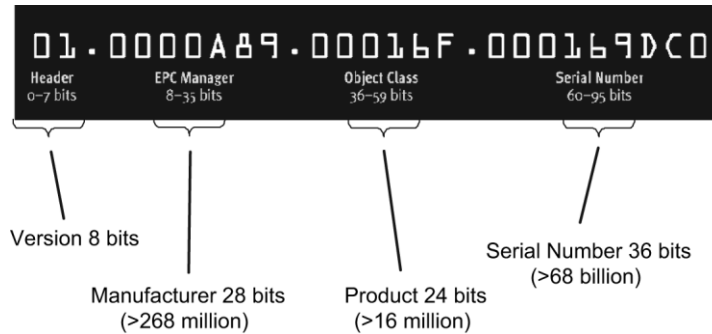 01.0000A89.00016F.000169DC0
Header EPC Manager Object Class Serial Number
0–7 bits 8–35 bits 36–59 bits 60–95 bits
Version 8 bits
Serial Number 36 bits
(>68 billion)
Manufacturer 28 bits
(>268 million)
Product 24 bits
(>16 million)